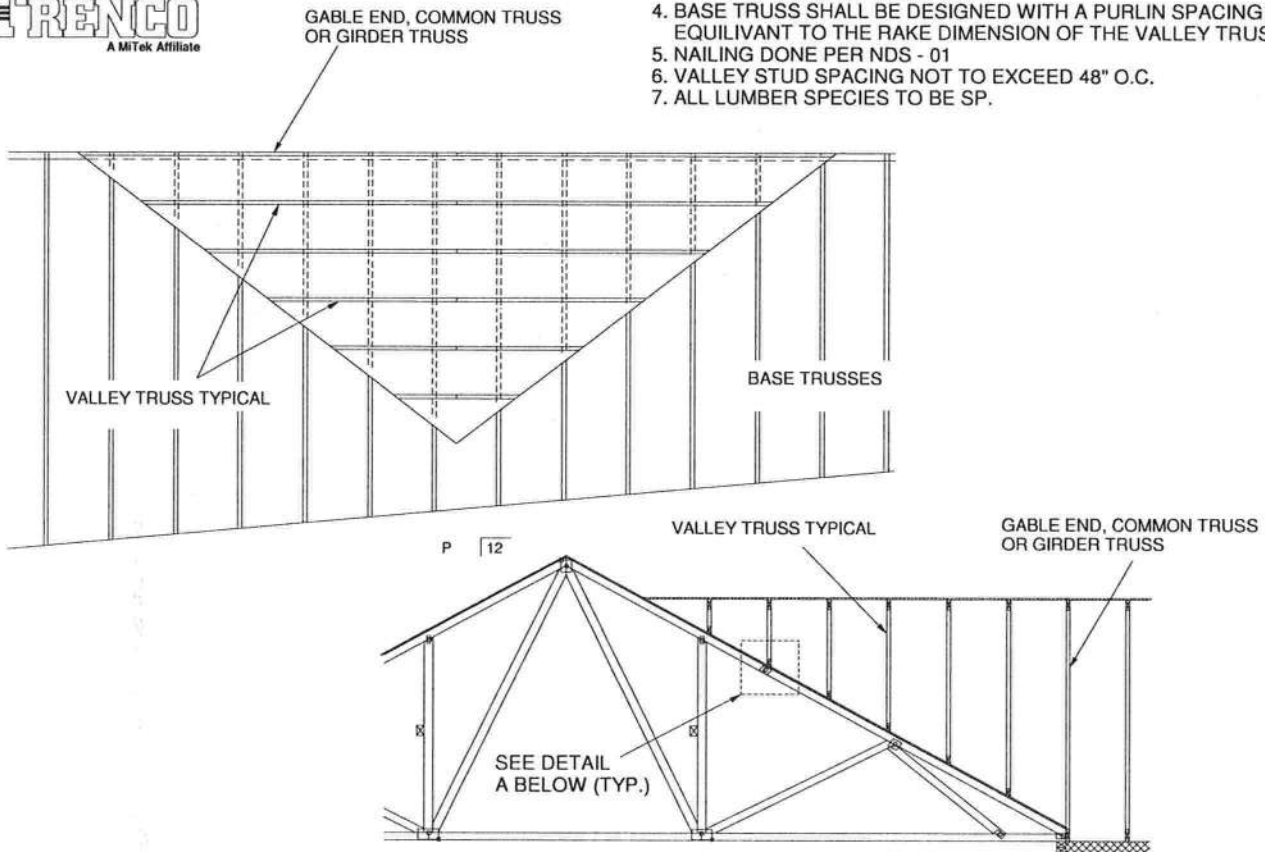 TRENCO
A MiTek Affiliate
GABLE END, COMMON TRUSS
OR GIRDER TRUSS
4. BASE TRUSS SHALL BE DESIGNED WITH A PURLIN SPACING
EQUILIVANT TO THE RAKE DIMENSION OF THE VALLEY
5. NAILING DONE PER NDS - 01
6. VALLEY STUD SPACING NOT TO EXCEED 48" O.C.
7. ALL LUMBER SPECIES TO BE SP.
VALLEY TRUSS TYPICAL
BASE TRUSSES
P 12
VALLEY TRUSS TYPICAL
GABLE END, COMMON TRUSS
OR GIRDER TRUSS
SEE DETAIL
A BELOW (TYP.)